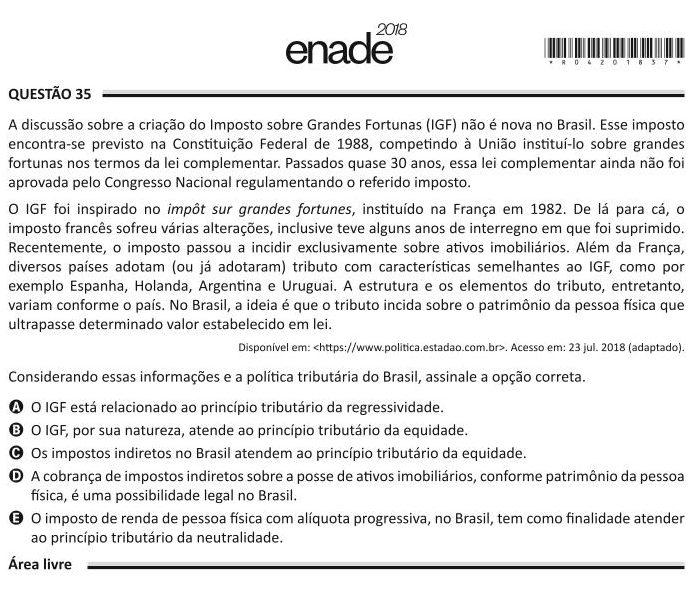 enade 2018
*R0420183?*
QUESTÃO 35
A discussão sobre a criação do Imposto sobre Grandes Fortunas (IGF) não é nova no Brasil. Esse imposto
encontra-se previsto na Constituição Federal de 1988, competindo à União instituí-lo sobre grandes
fortunas nos termos da lei complementar. Passados quase 30 anos, essa lei complementar ainda não foi
aprovada pelo Congresso Nacional regulamentando o referido imposto.
O IGF foi inspirado no impôt sur grandes fortunes, instituído na França em 1982. De lá para cá, o
imposto francês sofreu várias alterações, inclusive teve alguns anos de interregno em que foi suprimido.
Recentemente, o imposto passou a incidir exclusivamente sobre ativos imobiliários. Além da França,
diversos países adotam (ou já adotaram) tributo com características semelhantes ao IGF, como por
exemplo Espanha, Holanda, Argentina e Uruguai. A estrutura e os elementos do tributo, entretanto,
variam conforme o país. No Brasil, a ideia é que o tributo incida sobre o patrimônio da pessoa física que
ultrapasse determinado valor estabelecido em lei.
Disponível em: <https://www.politica.estadao.com.br>. Acesso em: 23 jul. 2018 (adaptado).
Considerando essas informações e a política tributária do Brasil, assinale a opção correta.
A O IGF está relacionado ao princípio tributário da regressividade.
B O IGF, por sua natureza, atende ao princípio tributário da equidade.
C Os impostos indiretos no Brasil atendem ao princípio tributário da equidade.
D A cobrança de impostos indiretos sobre a posse de ativos imobiliários, conforme patrimônio da pessoa
física, é uma possibilidade legal no Brasil.
E O imposto de renda de pessoa física com alíquota progressiva, no Brasil, tem como finalidade atender
ao princípio tributário da neutralidade.
Área livre